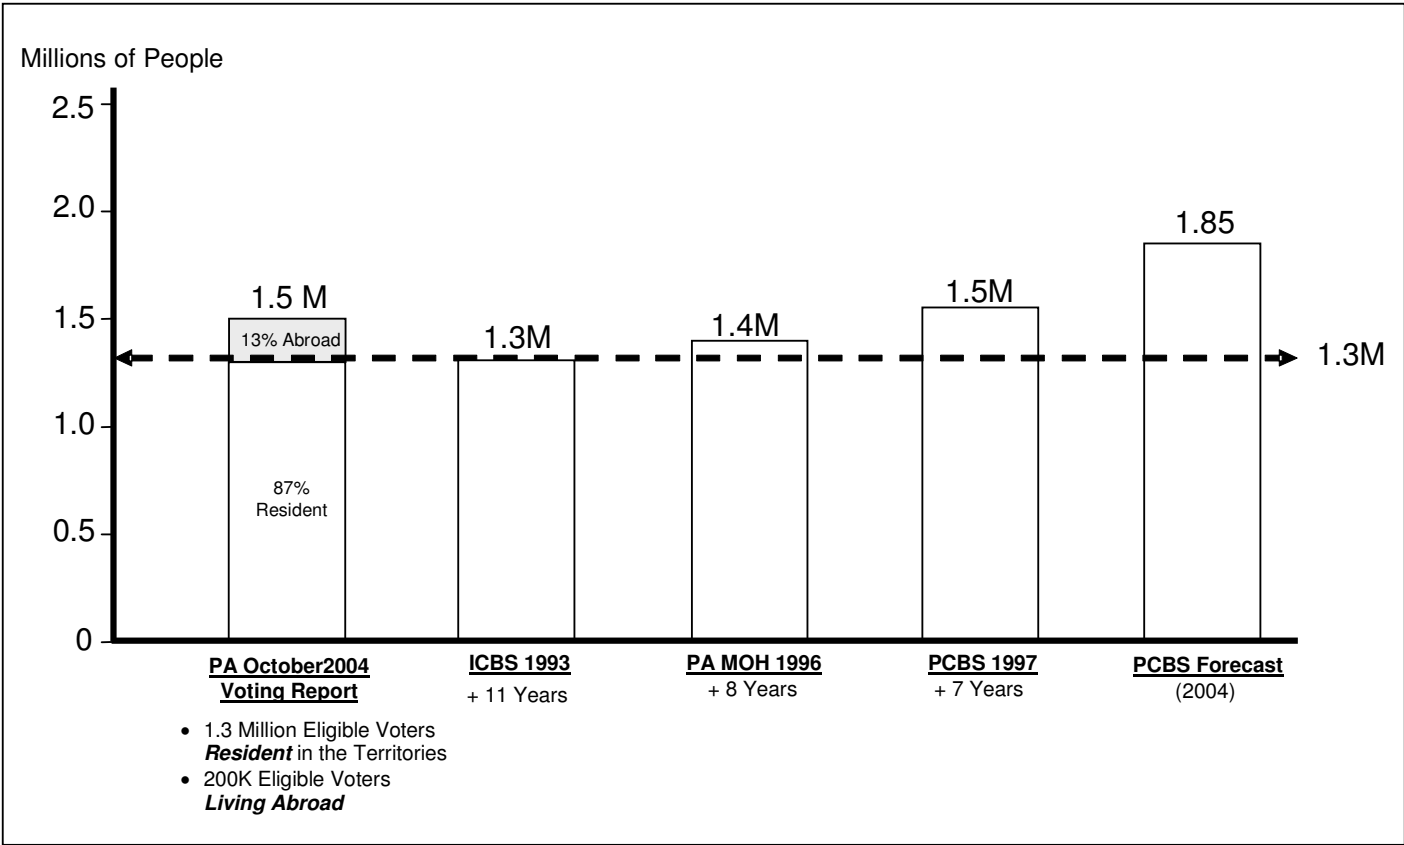 Millions of People
2.5
2.0
1.5
1.0
0.5
0
1.5 M
13% Abroad
87%
Resident
1.3M
1.4M
1.5M
1.85
1.3M
PA October2004
Voting Report
ICBS 1993
+ 11 Years
PA MOH 1996
+ 8 Years
PCBS 1997
+ 7 Years
PCBS Forecast
(2004)
• 1.3 Million Eligible Voters
Resident in the Territories
• 200K Eligible Voters
Living Abroad